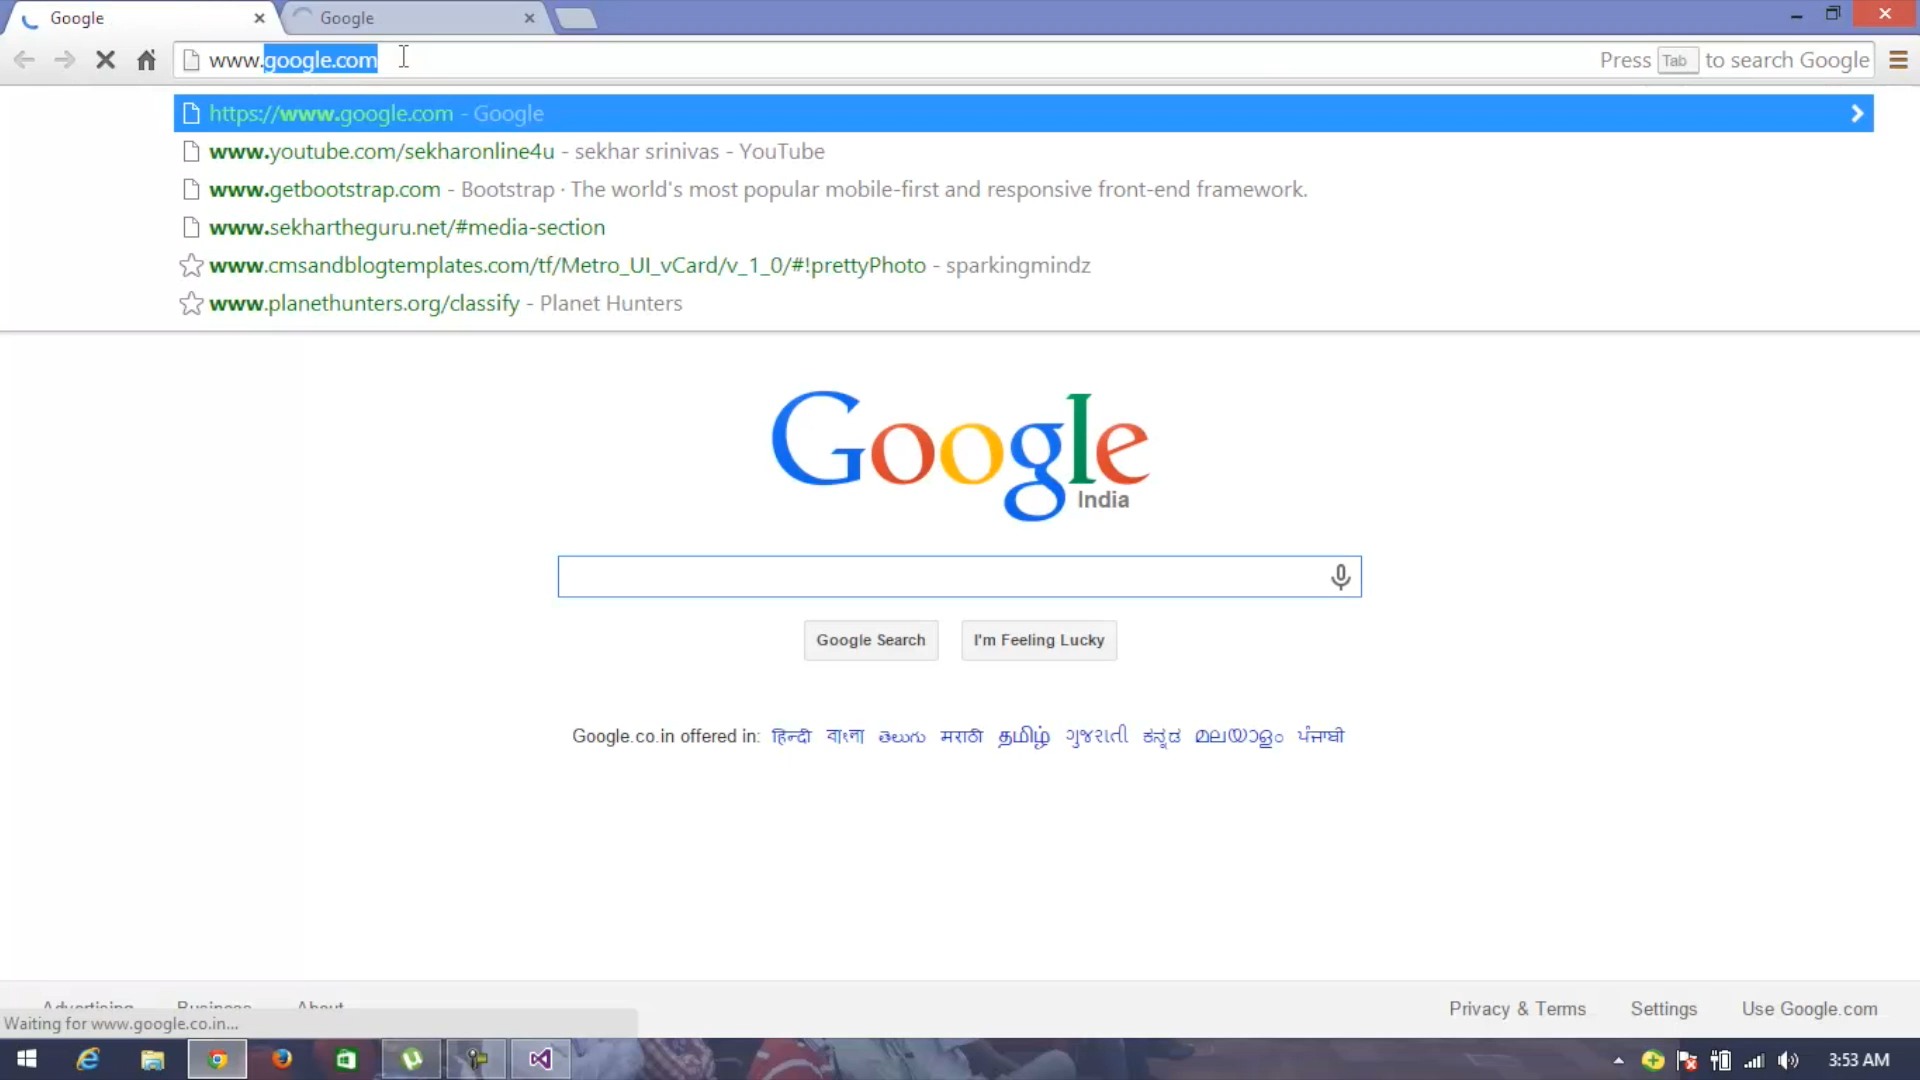 Google
Google
www.google.com
Press Tab to search Google
https://www.google.com - Google
www.youtube.com/sekharonline4u - sekhar srinivas - YouTube
www.getbootstrap.com - Bootstrap · The world's most popular mobile-first and responsive front-end framework.
www.sekhartheguru.net/#media-section
www.cmsandblogtemplates.com/tf/Metro_UI_vCard/v_1_0/#!prettyPhoto - sparkingmindz
www.planethunters.org/classify - Planet Hunters
Google
India
Google Search
I'm Feeling Lucky
Google.co.in offered in: हिन्दी বাংলা తెలుగు मराठी தமிழ் ગુજરાતી ಕನ್ನಡ മലയാളം ਪੰਜਾਬੀ
Advertising Business About
Privacy & Terms Settings Use Google.com
Waiting for www.google.co.in...
3:53 AM